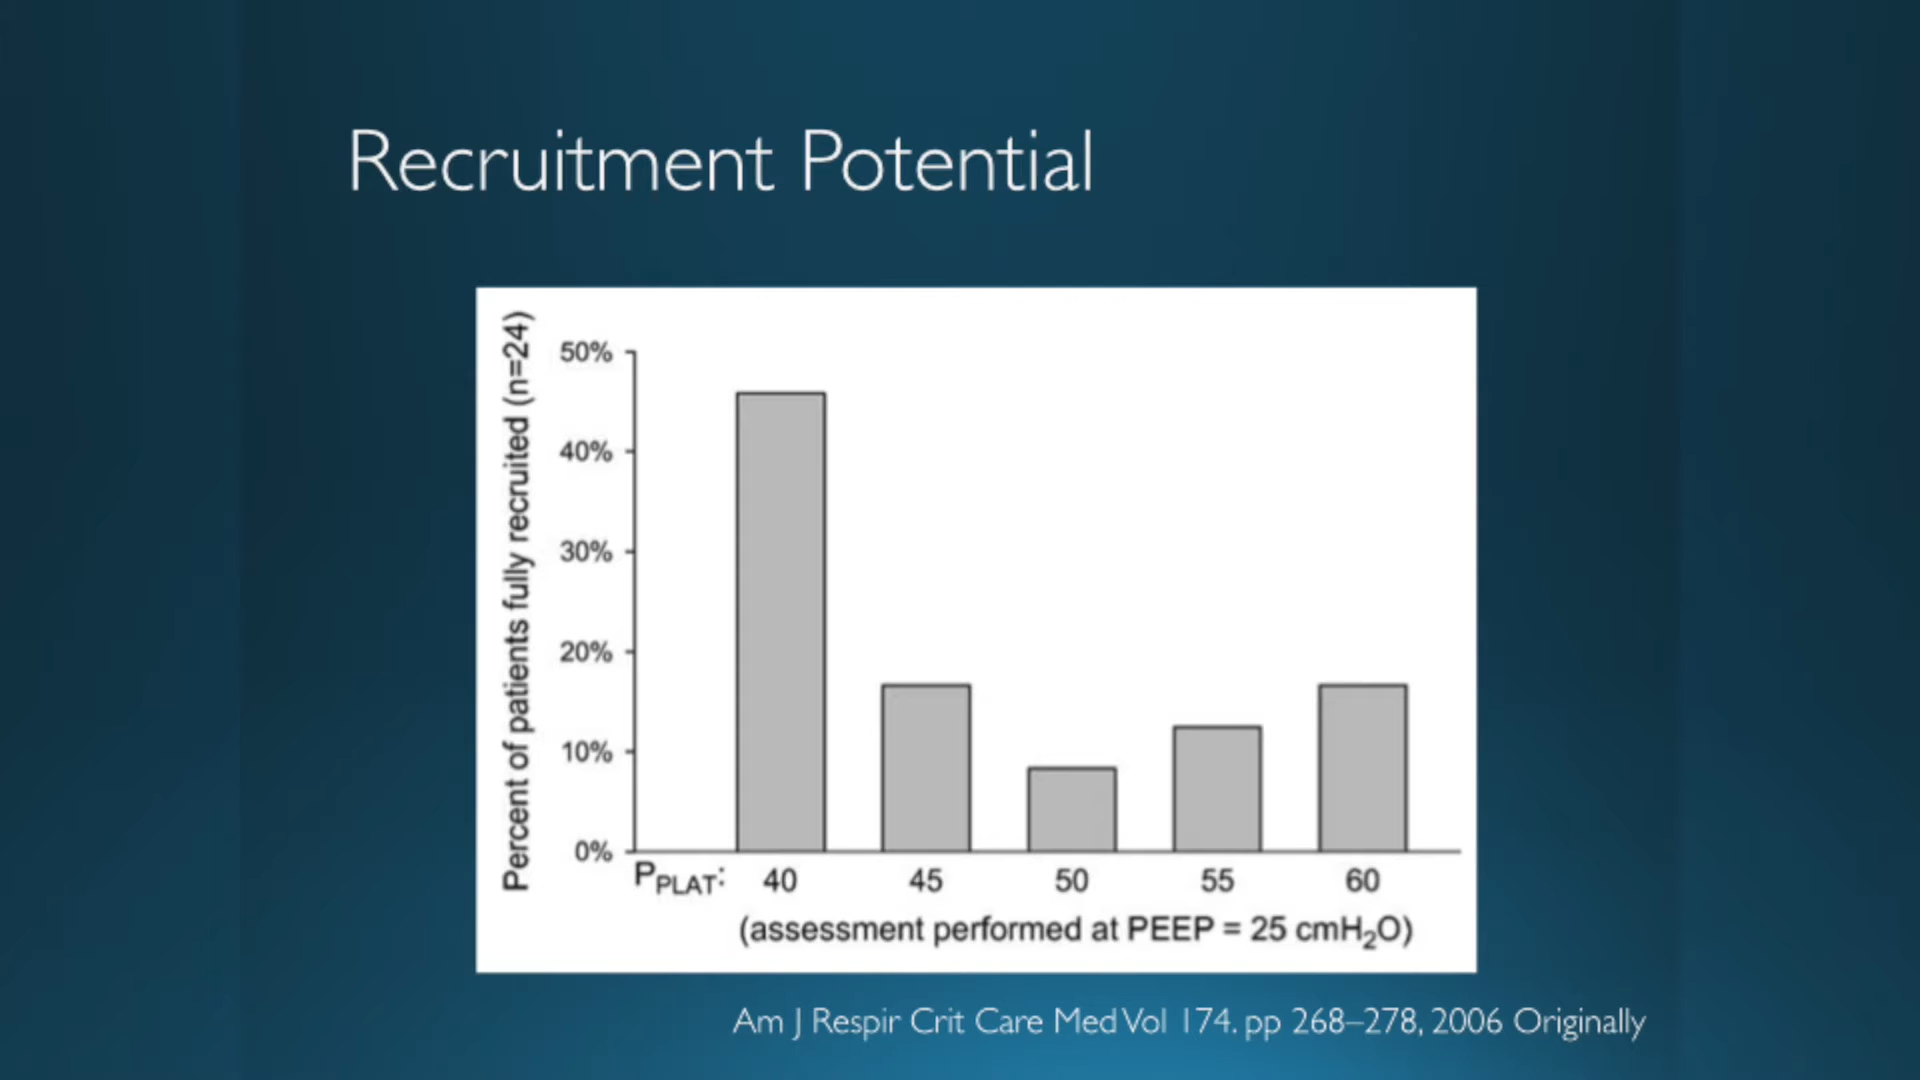 Recruitment Potential
Percent of patients fully recruited (n=24)
50%
40%
30%
20%
10%
0%
PPLAT: 40 45 50 55 60
(assessment performed at PEEP = 25 cmH2O)
Am J Respir Crit Care Med Vol 174. pp 268–278, 2006 Originally